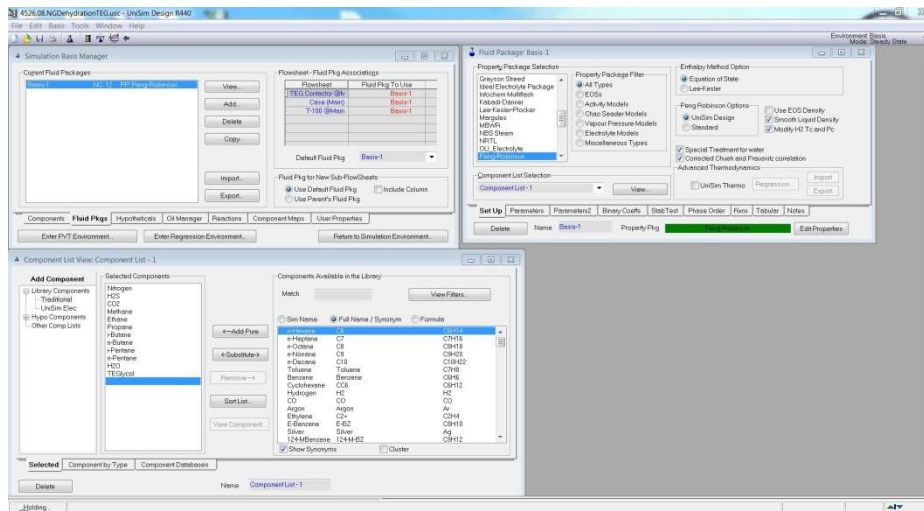 4526.08.NGDehydrationTEG.usc - UniSim Design R440
File Edit Basis Tools Window Help
Environment: Basis
Mode: Steady State
Simulation Basis Manager
Current Fluid Packages
Basis-1 NC: 12 PP: Peng-Robinson
View...
Add...
Delete
Copy
Import...
Export...
Flowsheet - Fluid Pkg Associations
Flowsheet Fluid Pkg To Use
TEG Contactor Basis-1
Case (Main) Basis-1
T-100 @Main Basis-1
Default Fluid Pkg Basis-1
Fluid Pkg for New Sub-FlowSheets
Use Default Fluid Pkg Include Column
Use Parent's Fluid Pkg
Components Fluid Pkgs Hypotheticals Oil Manager Reactions Component Maps User Properties
Enter PVT Environment... Enter Regression Environment... Return to Simulation Environment...
Fluid Package: Basis-1
Property Package Selection
Grayson Streed
Ideal Electrolyte Package
Infochem Multiflash
Kabadi-Danner
Lee-Kesler-Plocker
Margules
MBWR
NBS Steam
NRTL
OLI_Electrolyte
Peng-Robinson
Property Package Filter
All Types
EOSs
Activity Models
Chao Seader Models
Vapour Pressure Models
Electrolyte Models
Miscellaneous Types
Enthalpy Method Option
Equation of State
Lee-Kesler
Peng Robinson Options
UniSim Design
Standard
Use EOS Density
Smooth Liquid Density
Modify H2 Tc and Pc
Special Treatment for water
Corrected Chueh and Prausnitz correlation
Advanced Thermodynamics
UniSim Thermo Regression... Import
Export
Component List Selection
Component List - 1 View...
Set Up Parameters Parameters2 Binary Coeffs StabTest Phase Order Rxns Tabular Notes
Delete Name Basis-1 Property Pkg Peng-Robinson Edit Properties
Component List View: Component List - 1
Add Component
Library Components
Traditional
UniSim Elec
Hypo Components
Other Comp Lists
Selected Components
Nitrogen
H2S
CO2
Methane
Ethane
Propane
i-Butane
n-Butane
i-Pentane
n-Pentane
H2O
TEGlycol
<---Add Pure
<-Substitute->
Remove--->
Sort List...
View Component...
Components Available in the Library
Match View Filters...
Sim Name Full Name / Synonym Formula
n-Hexane C6 C6H14
n-Heptane C7 C7H16
n-Octane C8 C8H18
n-Nonane C9 C9H20
n-Decane C10 C10H22
Toluene Toluene C7H8
Benzene Benzene C6H6
Cyclohexane CC6 C6H12
Hydrogen H2 H2
CO CO CO
Argon Argon Ar
Ethylene C2= C2H4
E-Benzene E-BZ C8H10
Silver Silver Ag
124-MBenzene 124-M-BZ C9H12
Show Synonyms Cluster
Selected Component by Type Component Databases
Delete Name Component List - 1
Holding...